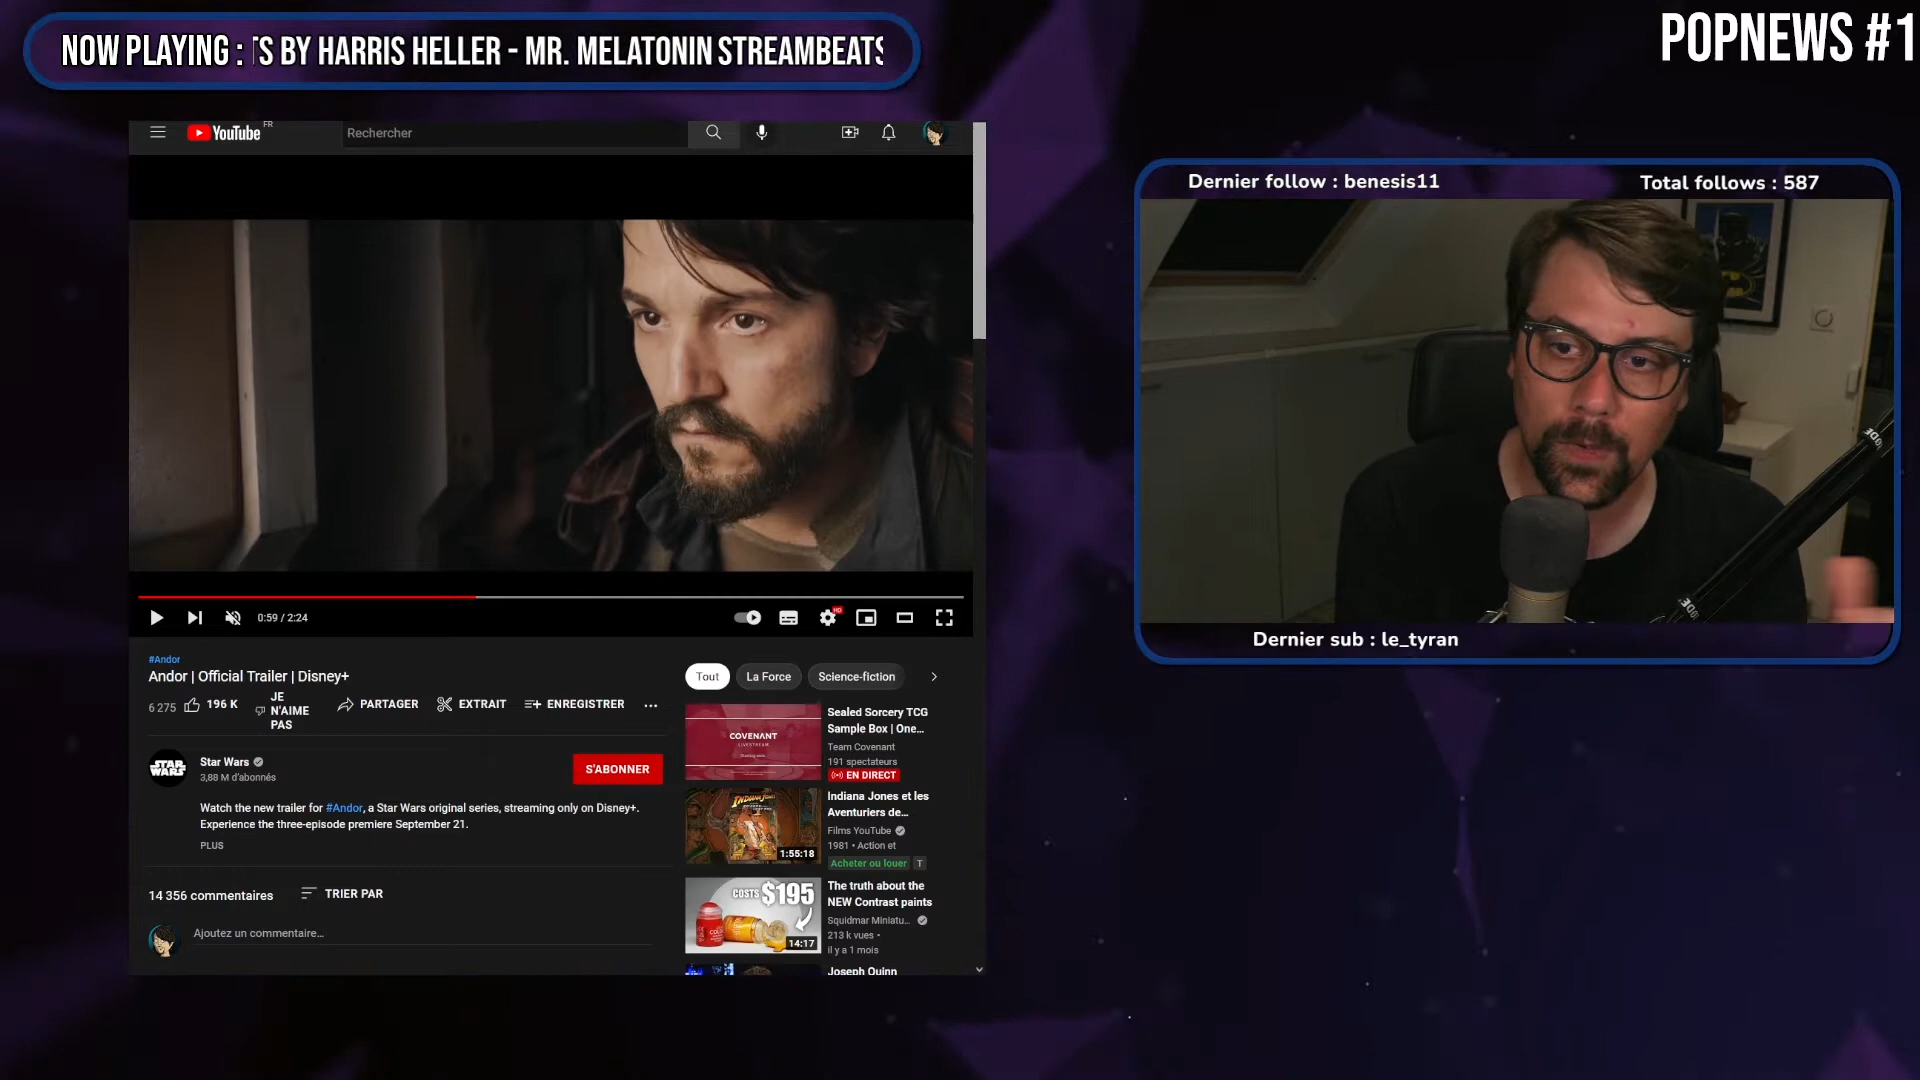 NOW PLAYING : 'S BY HARRIS HELLER - MR. MELATONIN STREAMBEATS
POPNEWS #1
YouTube FR
Rechercher
0:59 / 2:24
HD
#Andor
Andor | Official Trailer | Disney+
6 275
196 K
JE N'AIME PAS
PARTAGER
EXTRAIT
ENREGISTRER
STAR WARS
Star Wars
3,88 M d'abonnés
S'ABONNER
Watch the new trailer for #Andor, a Star Wars original series, streaming only on Disney+.
Experience the three-episode premiere September 21.
PLUS
14 356 commentaires
TRIER PAR
Ajoutez un commentaire...
Tout
La Force
Science-fiction
COVENANT
LIVESTREAM
Sealed Sorcery TCG
Sample Box | One...
Team Covenant
191 spectateurs
EN DIRECT
INDIANA JONES
1:55:18
Indiana Jones et les
Aventuriers de...
Films YouTube
1981 • Action et
Acheter ou louer
T
COSTS $195
14:17
The truth about the
NEW Contrast paints
Squidmar Miniatu...
213 k vues •
il y a 1 mois
Joseph Quinn
Dernier follow : benesis11
Total follows : 587
Dernier sub : le_tyran